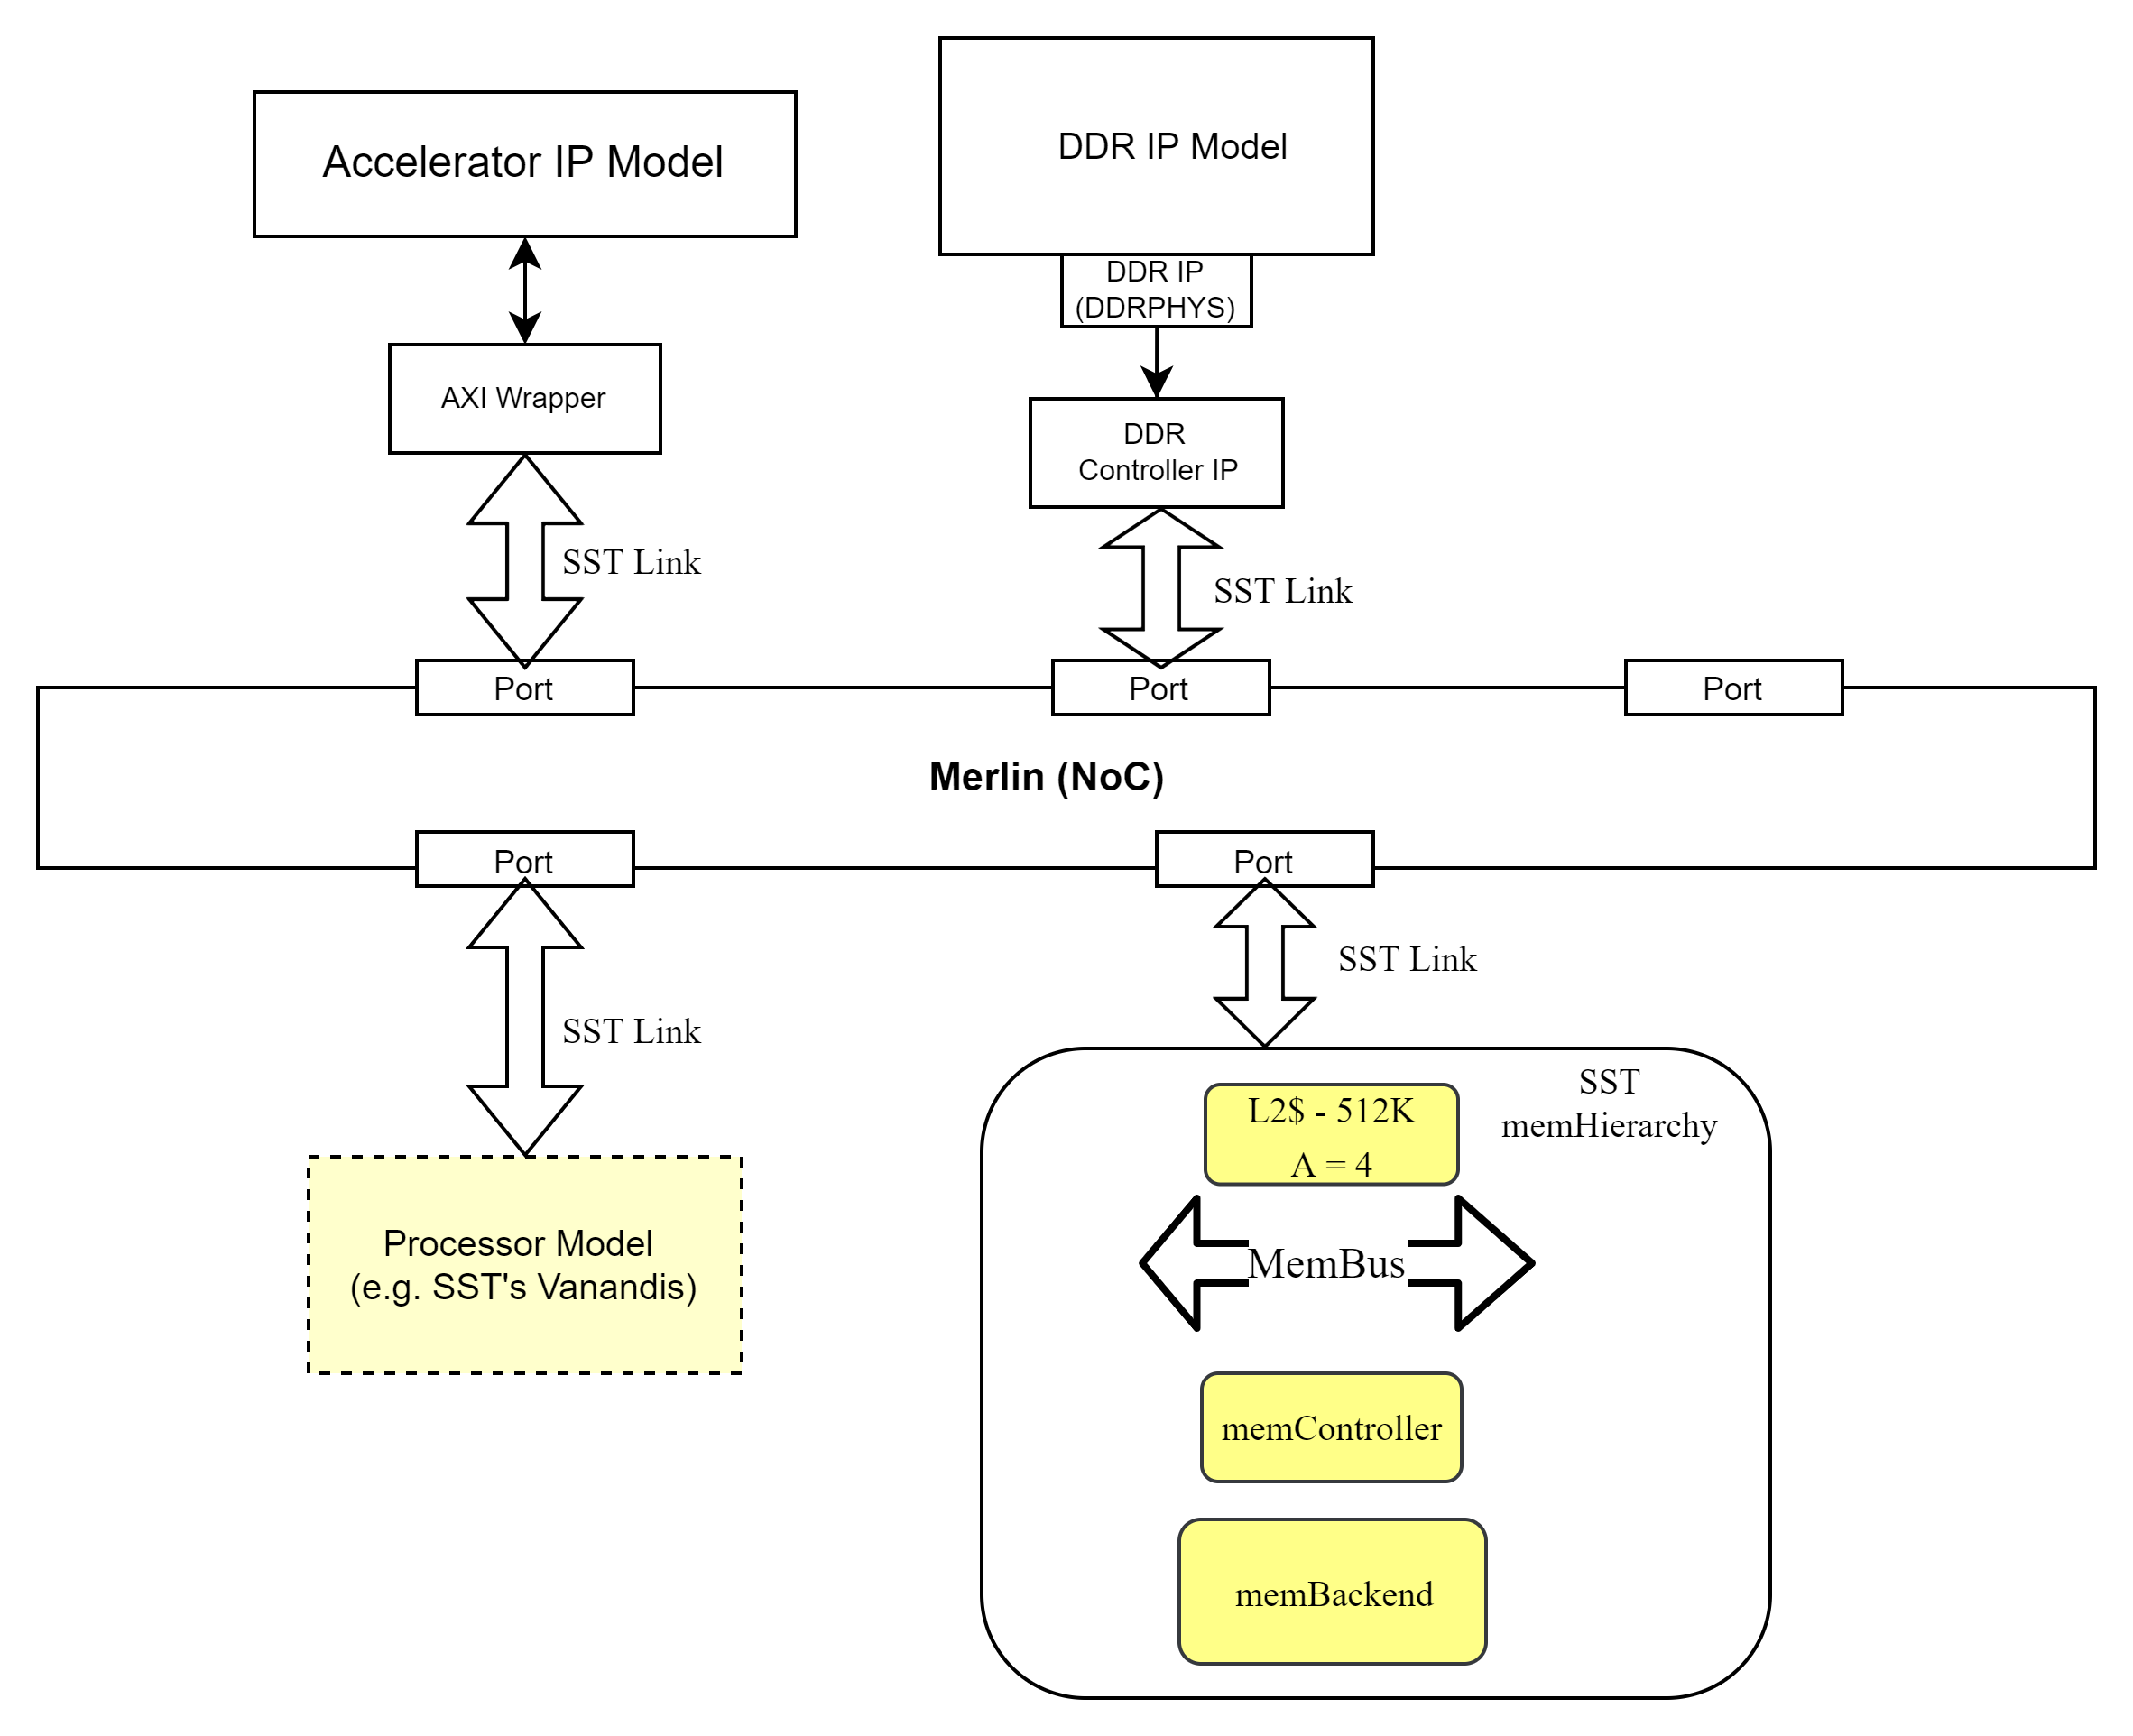 Accelerator IP Model
DDR IP Model
DDR IP
(DDRPHYS)
AXI Wrapper
DDR
Controller IP
SST Link
SST Link
Port
Port
Port
Merlin (NoC)
Port
Port
SST Link
SST Link
Processor Model
(e.g. SST's Vanandis)
SST
memHierarchy
L2$ - 512K
A = 4
MemBus
memController
memBackend